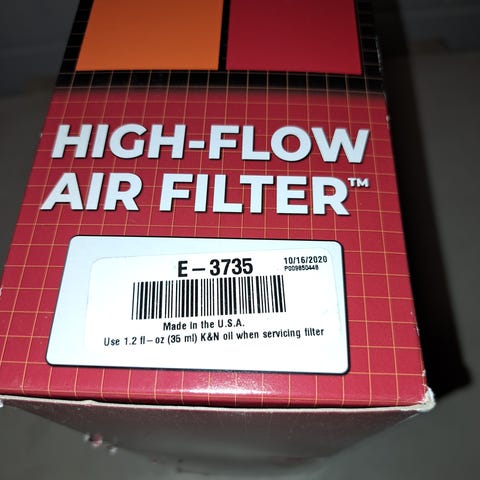 HIGH-FLOW
AIR FILTER™
E-3735
10/16/2020
P009850448
Made in the U.S.A.
Use 1.2 fl-oz (35 ml) K&N oil when servicing filter